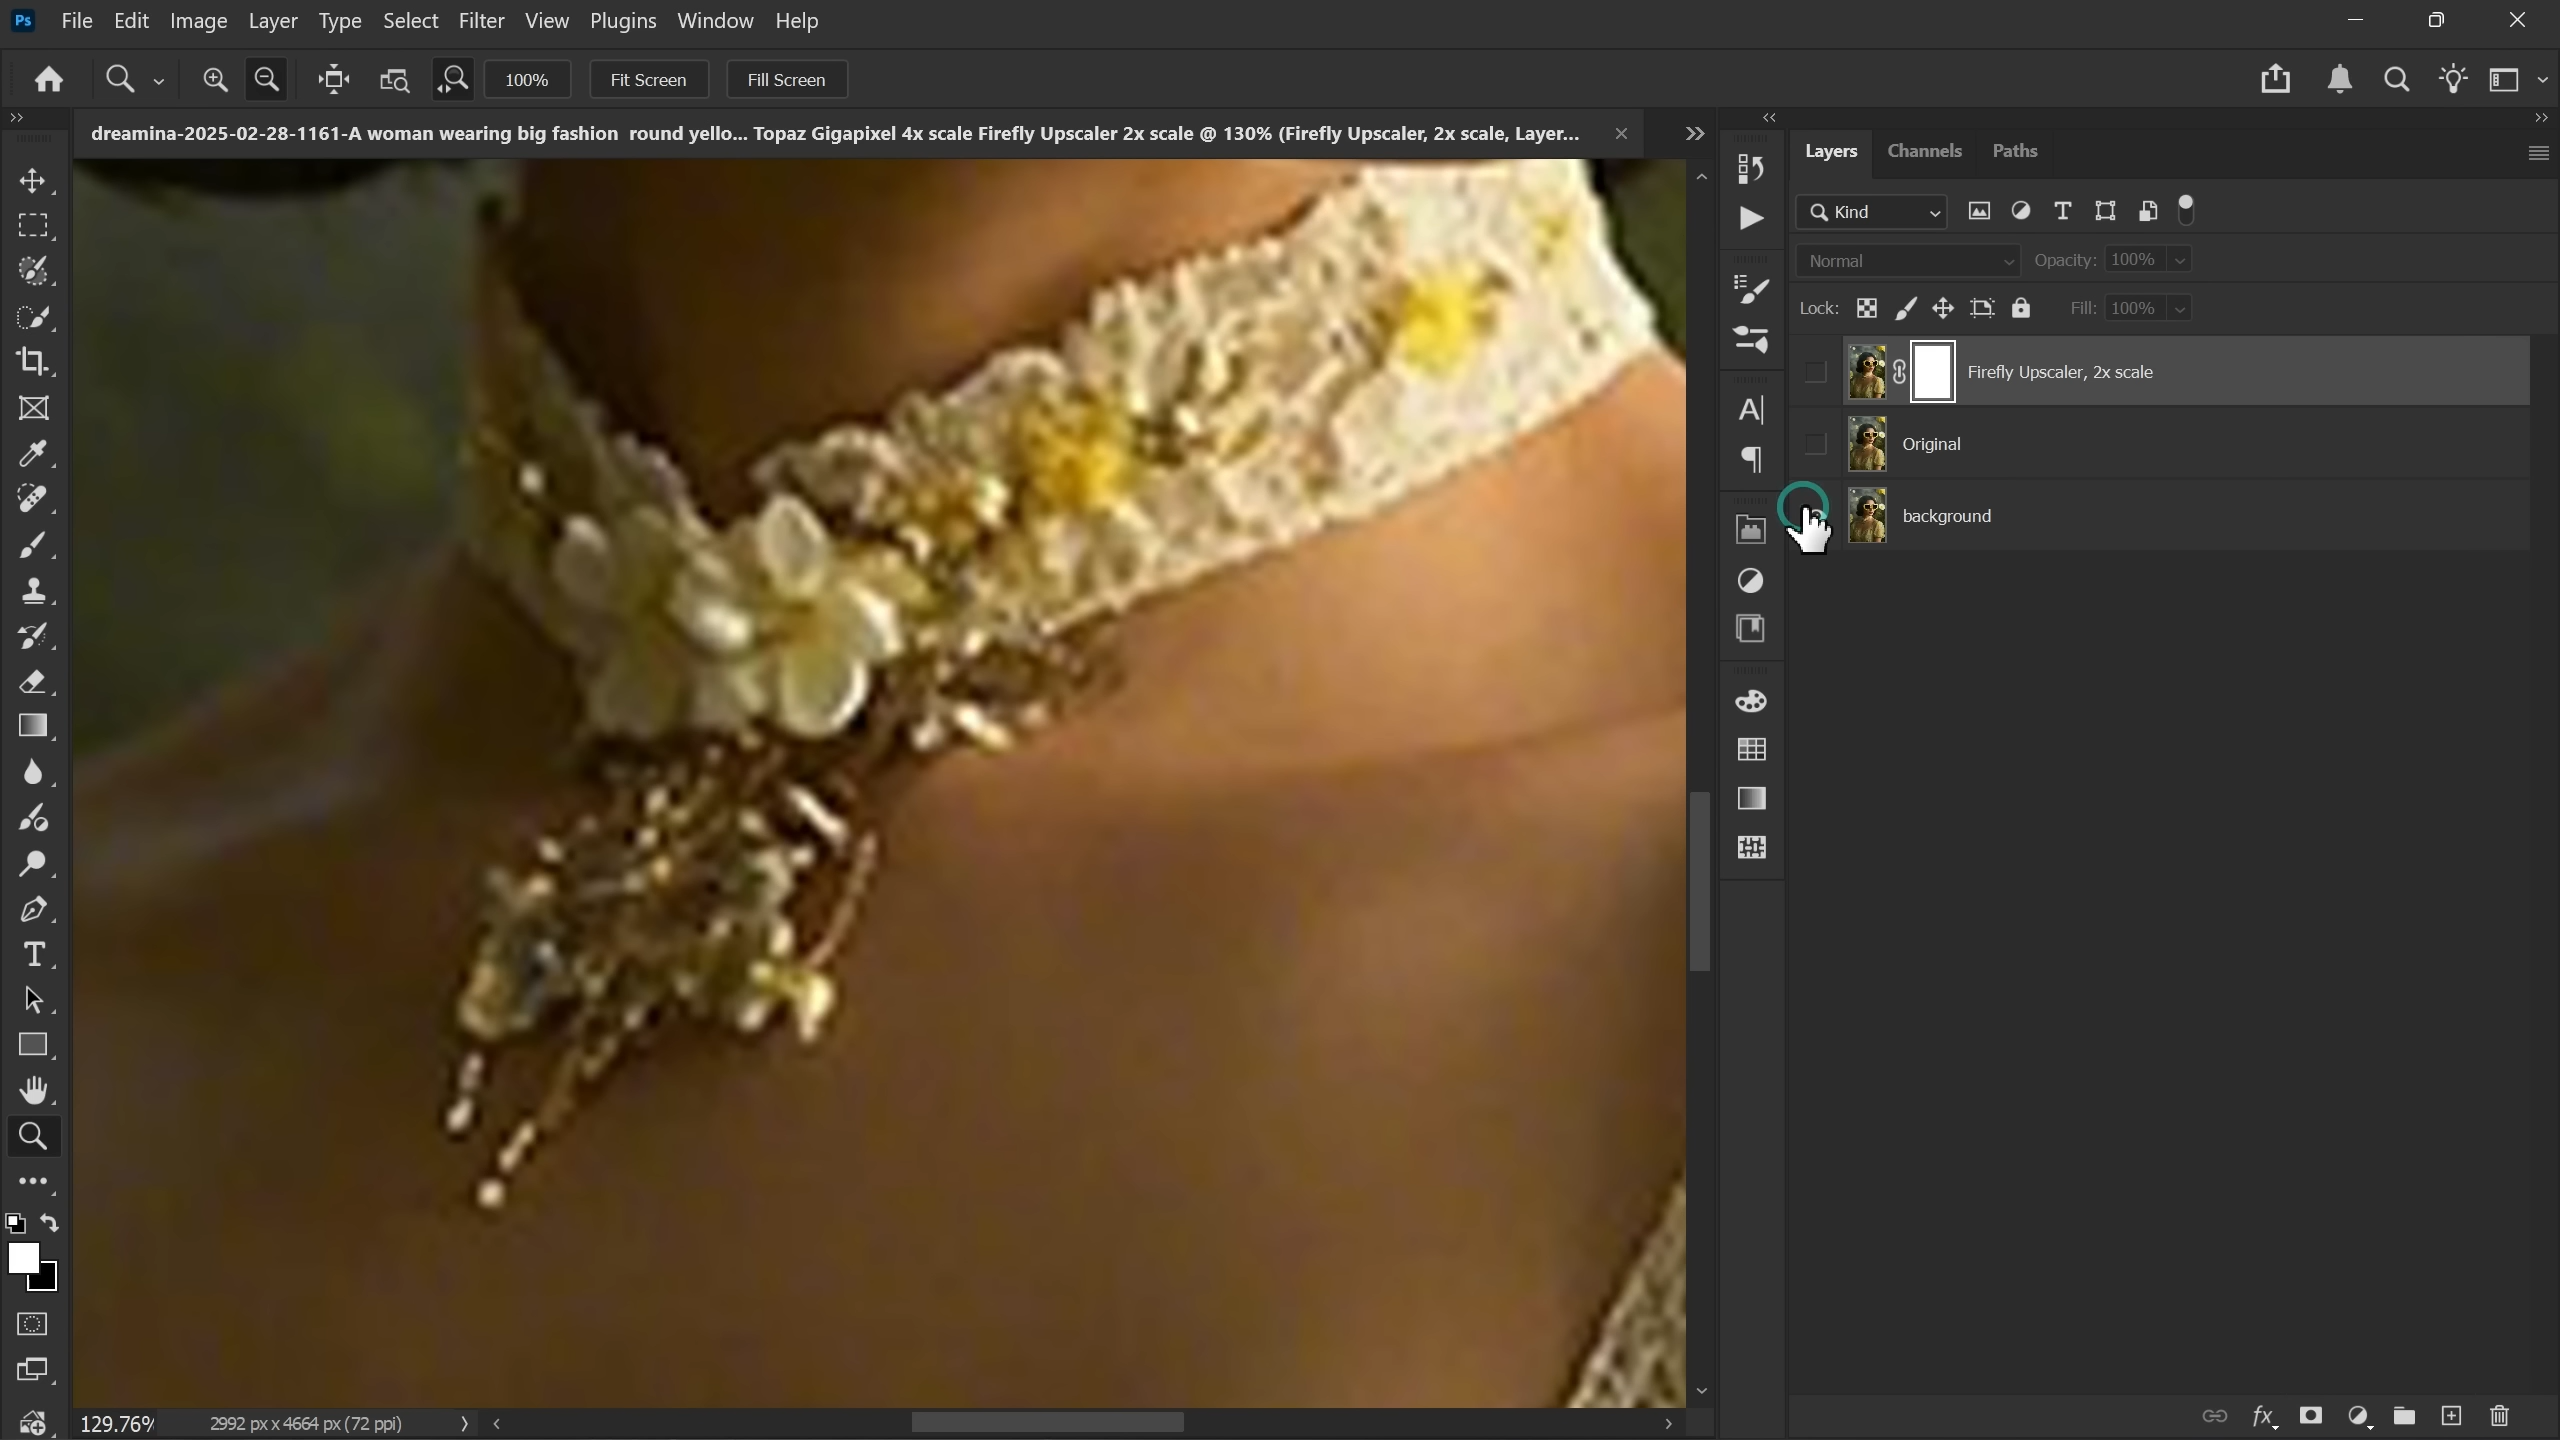 Ps File Edit Image Layer Type Select Filter View Plugins Window Help
100% Fit Screen Fill Screen
dreamina-2025-02-28-1161-A woman wearing big fashion round yello... Topaz Gigapixel 4x scale Firefly Upscaler 2x scale @ 130% (Firefly Upscaler, 2x scale, Layer...
Layers Channels Paths
Kind
Normal Opacity: 100%
Lock: Fill: 100%
Firefly Upscaler, 2x scale
Original
background
129.76% 2992 px x 4664 px (72 ppi)